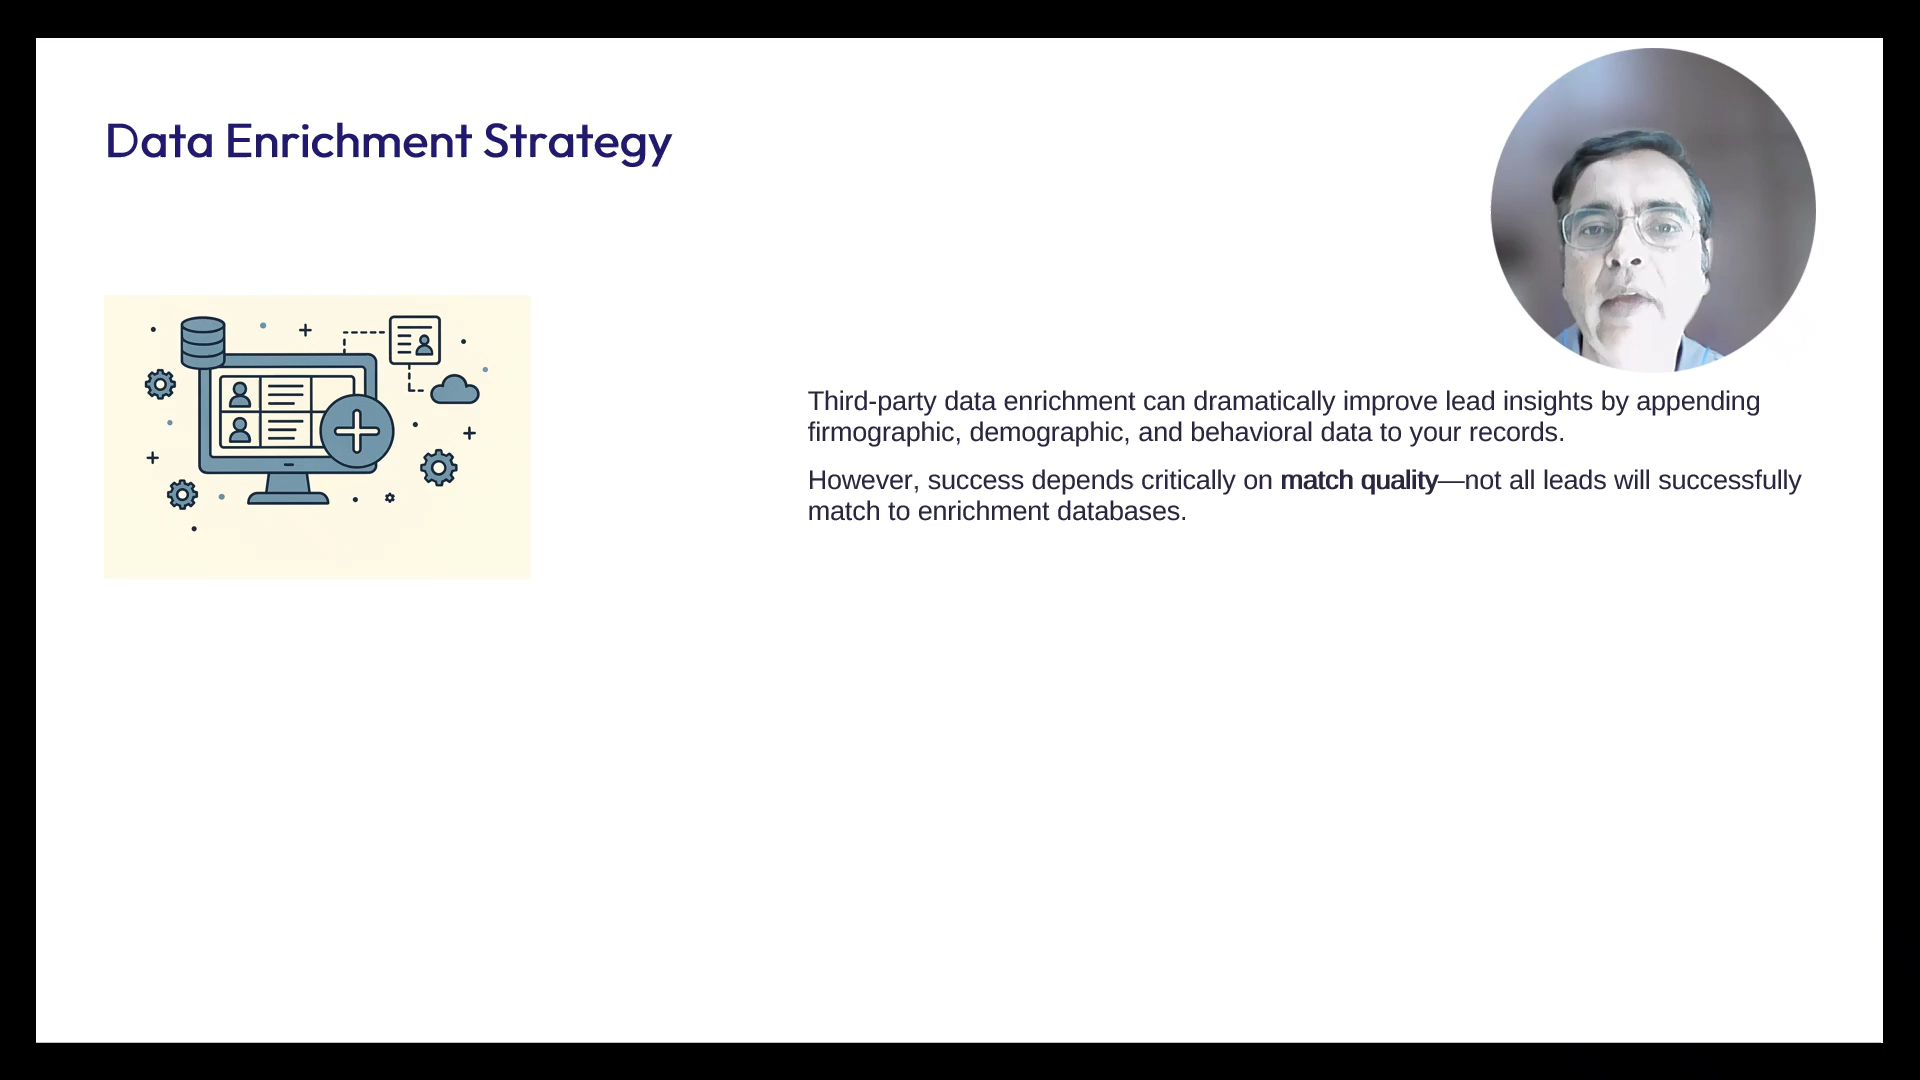 Data Enrichment Strategy
Third-party data enrichment can dramatically improve lead insights by appending
firmographic, demographic, and behavioral data to your records.
However, success depends critically on match quality—not all leads will successfully
match to enrichment databases.